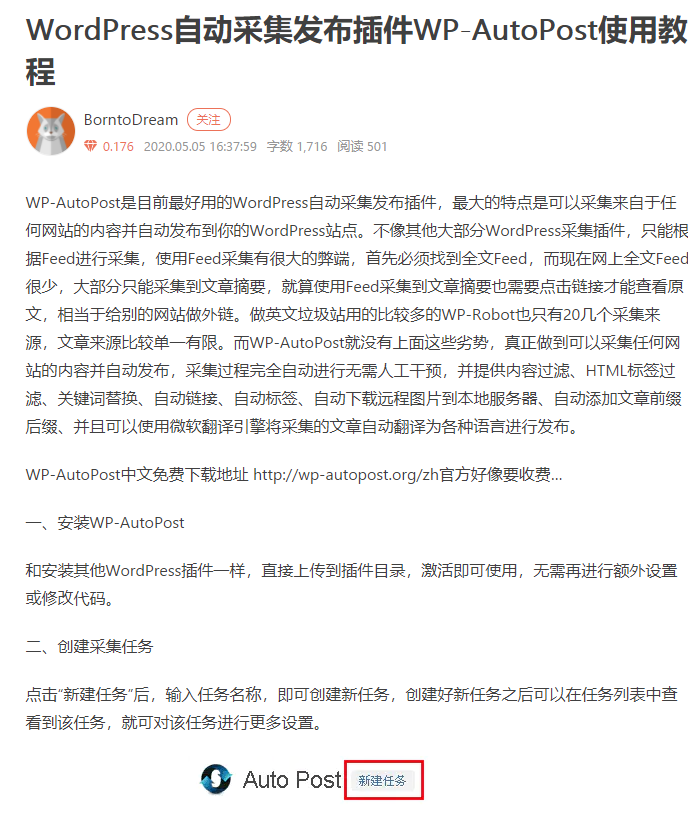 WordPress自动采集发布插件WP-AutoPost使用教
程
BorntoDream 关注
0.176 2020.05.05 16:37:59 字数 1,716 阅读 501
WP-AutoPost是目前最好用的WordPress自动采集发布插件，最大的特点是可以采集来自于任
何网站的内容并自动发布到你的WordPress站点。不像其他大部分WordPress采集插件，只能根
据Feed进行采集，使用Feed采集有很大的弊端，首先必须找到全文Feed，而现在网上全文Feed
很少，大部分只能采集到文章摘要，就算使用Feed采集到文章摘要也需要点击链接才能查看原
文，相当于给别的网站做外链。做英文垃圾站用的比较多的WP-Robot也只有20几个采集来
源，文章来源比较单一有限。而WP-AutoPost就没有上面这些劣势，真正做到可以采集任何网
站的内容并自动发布，采集过程完全自动进行无需人工干预，并提供内容过滤、HTML标签过
滤、关键词替换、自动链接、自动标签、自动下载远程图片到本地服务器、自动添加文章前缀
后缀、并且可以使用微软翻译引擎将采集的文章自动翻译为各种语言进行发布。
WP-AutoPost中文免费下载地址 http://wp-autopost.org/zh官方好像要收费...
一、安装WP-AutoPost
和安装其他WordPress插件一样，直接上传到插件目录，激活即可使用，无需再进行额外设置
或修改代码。
二、创建采集任务
点击“新建任务”后，输入任务名称，即可创建新任务，创建好新任务之后可以在任务列表中查
看到该任务，就可对该任务进行更多设置。
Auto Post 新建任务